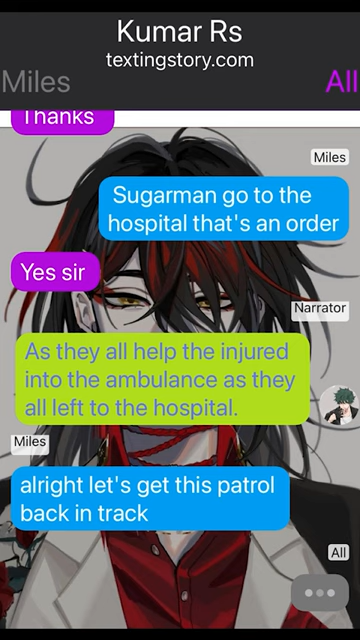 Kumar Rs
textingstory.com
Miles
All
Thanks
Miles
Sugarman go to the
hospital that's an order
Yes sir
Narrator
As they all help the injured
into the ambulance as they
all left to the hospital.
Miles
alright let's get this patrol
back in track
All